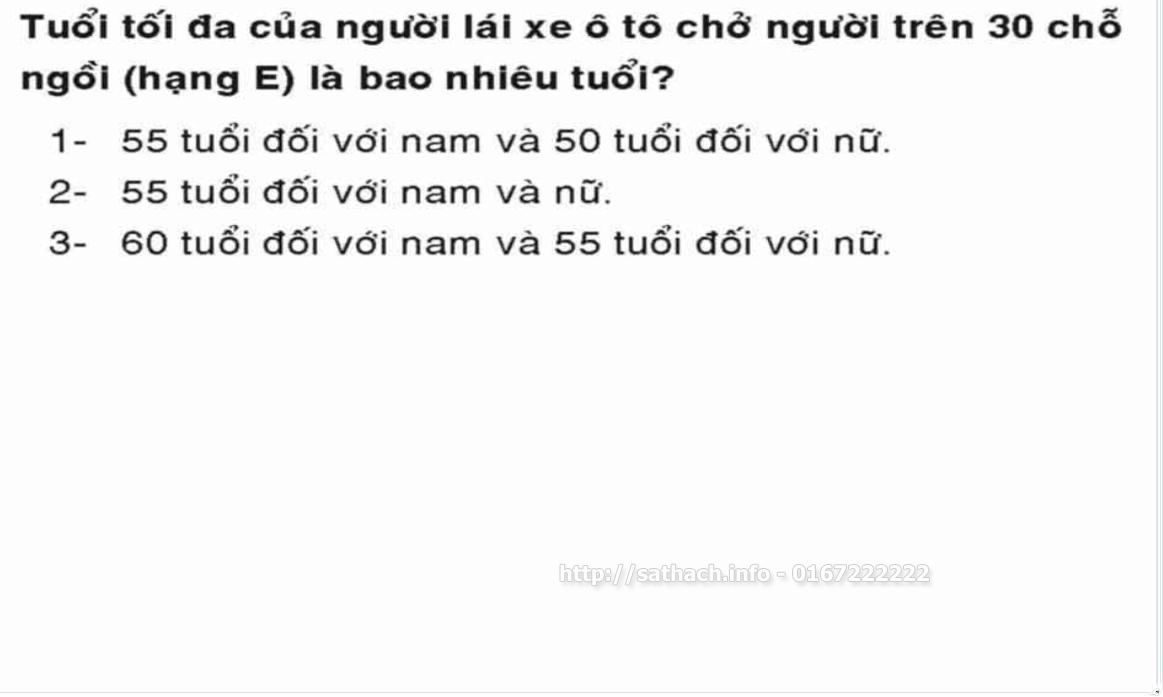 Tuổi tối đa của người lái xe ô tô chở người trên 30 chỗ
ngồi (hạng E) là bao nhiêu tuổi?
1- 55 tuổi đối với nam và 50 tuổi đối với nữ.
2- 55 tuổi đối với nam và nữ.
3- 60 tuổi đối với nam và 55 tuổi đối với nữ.
http://sathach.info - 0167222222